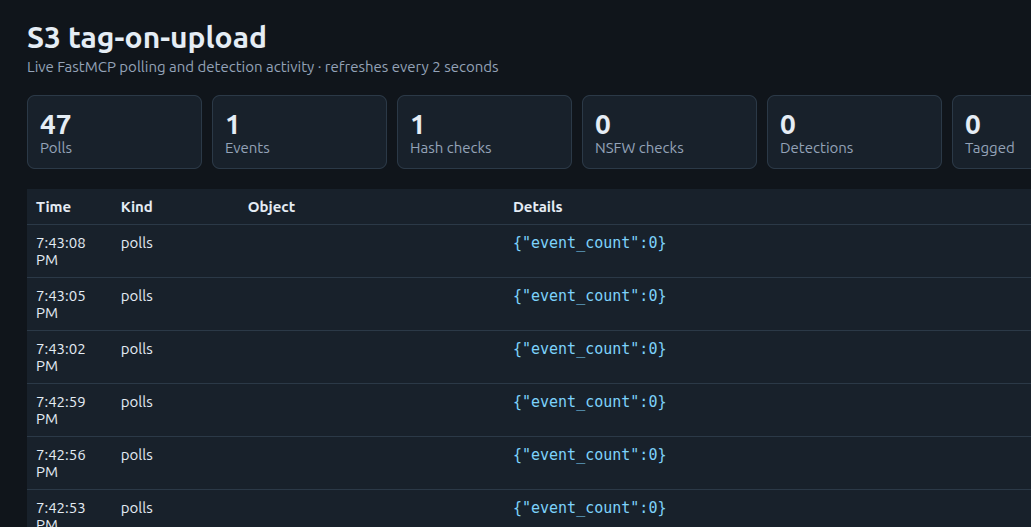 S3 tag-on-upload
Live FastMCP polling and detection activity · refreshes every 2 seconds
47
Polls
1
Events
1
Hash checks
0
NSFW checks
0
Detections
0
Tagged
Time Kind Object Details
7:43:08 PM polls {"event_count":0}
7:43:05 PM polls {"event_count":0}
7:43:02 PM polls {"event_count":0}
7:42:59 PM polls {"event_count":0}
7:42:56 PM polls {"event_count":0}
7:42:53 PM polls {"event_count":0}